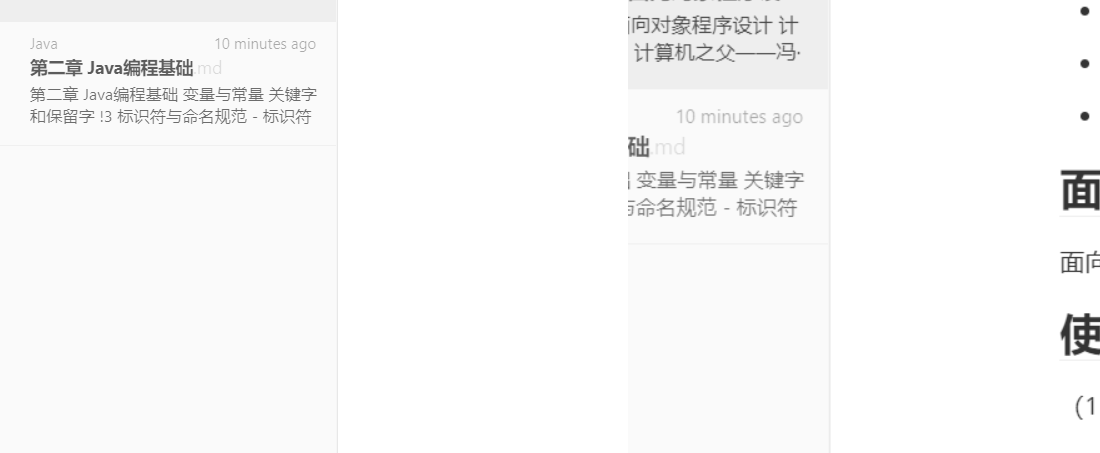 Java 10 minutes ago
第二章 Java编程基础.md
第二章 Java编程基础 变量与常量 关键字
和保留字 !3 标识符与命名规范 - 标识符
向对象程序设计 计
计算机之父——冯·
10 minutes ago
础.md
变量与常量 关键字
命名规范 - 标识符
面
面向
使
（1